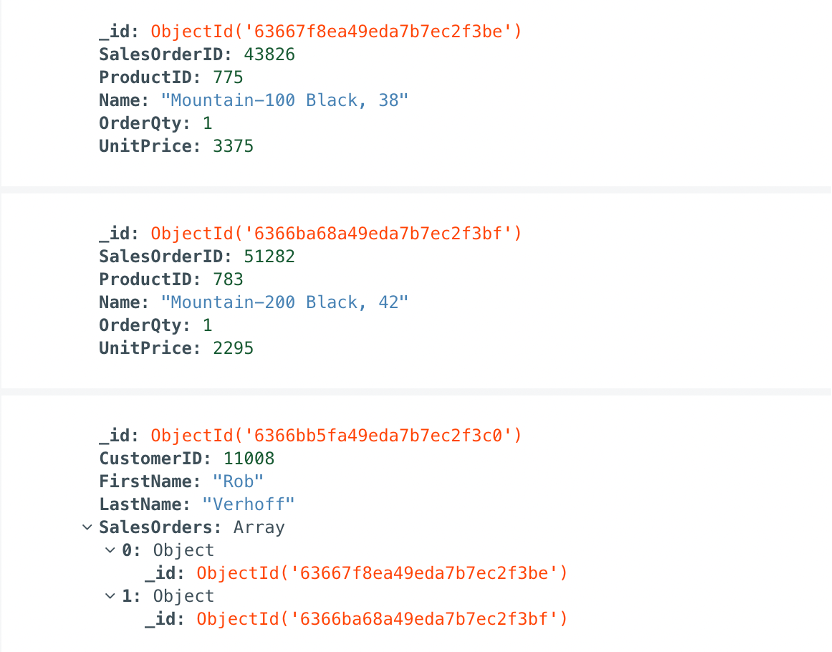 _id: ObjectId('63667f8ea49eda7b7ec2f3be')
SalesOrderID: 43826
ProductID: 775
Name: "Mountain-100 Black, 38"
OrderQty: 1
UnitPrice: 3375
_id: ObjectId('6366ba68a49eda7b7ec2f3bf')
SalesOrderID: 51282
ProductID: 783
Name: "Mountain-200 Black, 42"
OrderQty: 1
UnitPrice: 2295
_id: ObjectId('6366bb5fa49eda7b7ec2f3c0')
CustomerID: 11008
FirstName: "Rob"
LastName: "Verhoff"
SalesOrders: Array
0: Object
_id: ObjectId('63667f8ea49eda7b7ec2f3be')
1: Object
_id: ObjectId('6366ba68a49eda7b7ec2f3bf')